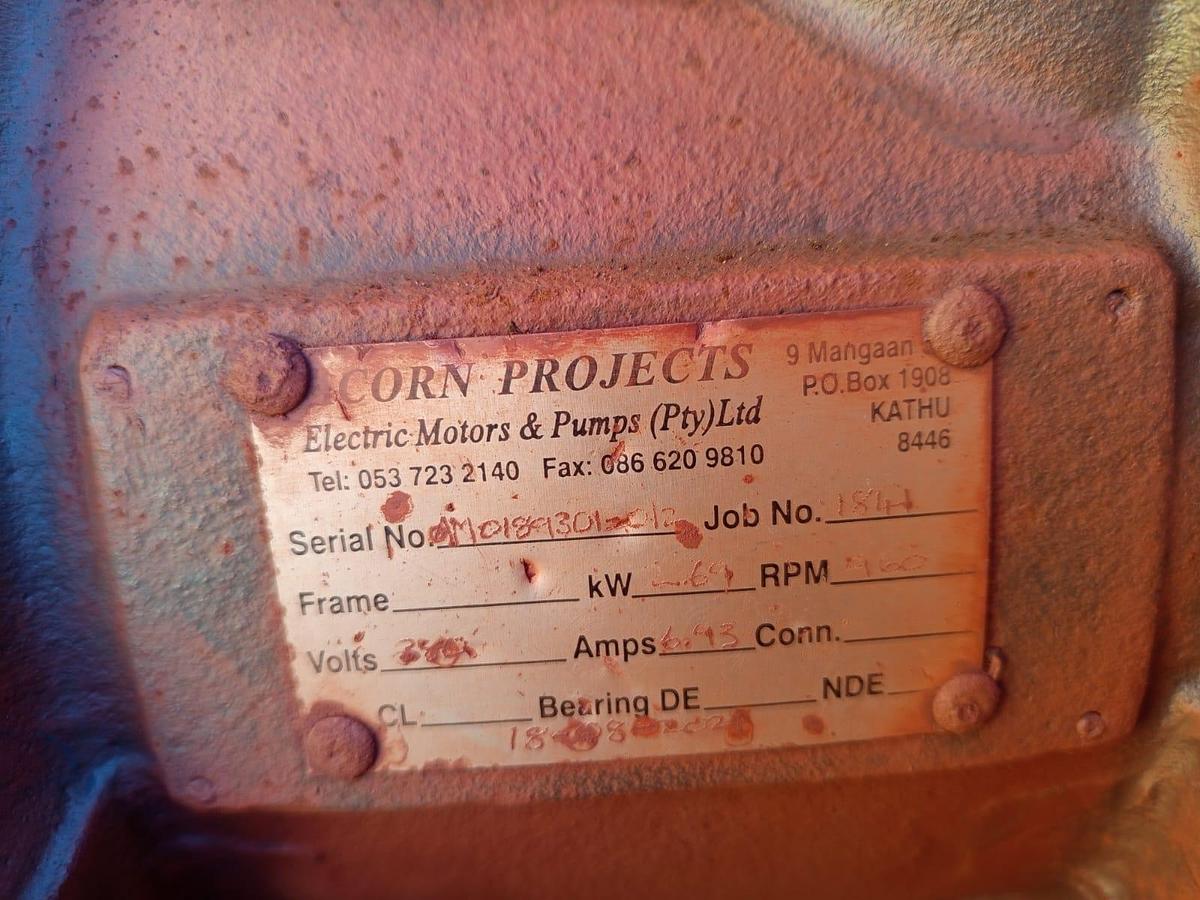 CORN PROJECTS
Electric Motors & Pumps (Pty)Ltd
Tel: 053 723 2140 Fax: 086 620 9810
9 Mangaan
P.O.Box 1908
KATHU
8446
Serial No. Job No. 1841
Frame kW RPM 960
Volts Amps 6.93 Conn.
CL Bearing DE NDE